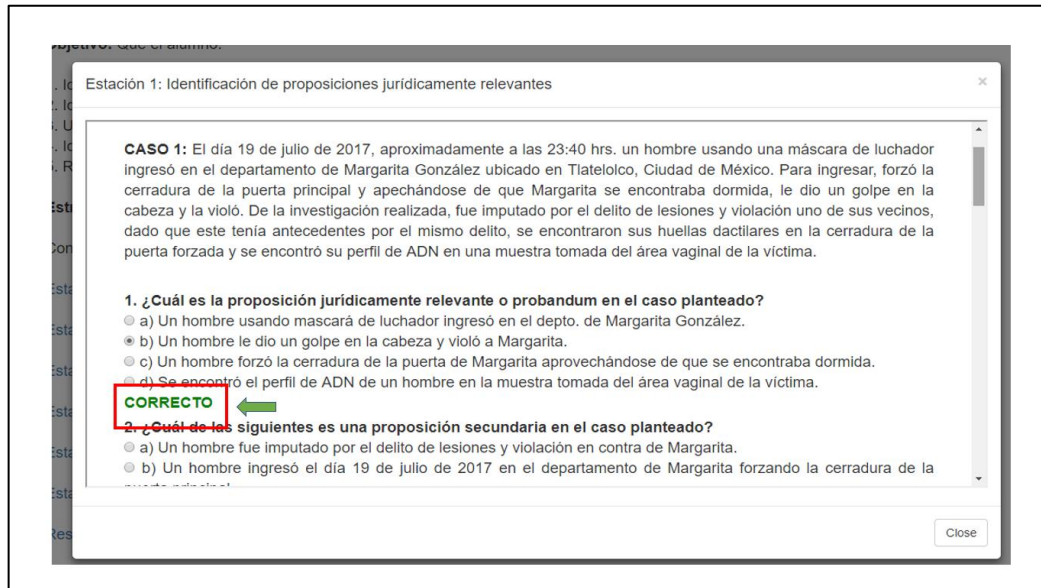 Objetivo: Que el alumno:
Estación 1: Identificación de proposiciones jurídicamente relevantes
×
CASO 1: El día 19 de julio de 2017, aproximadamente a las 23:40 hrs. un hombre usando una máscara de luchador
ingresó en el departamento de Margarita González ubicado en Tlatelolco, Ciudad de México. Para ingresar, forzó la
cerradura de la puerta principal y apechándose de que Margarita se encontraba dormida, le dio un golpe en la
cabeza y la violó. De la investigación realizada, fue imputado por el delito de lesiones y violación uno de sus vecinos,
dado que este tenía antecedentes por el mismo delito, se encontraron sus huellas dactilares en la cerradura de la
puerta forzada y se encontró su perfil de ADN en una muestra tomada del área vaginal de la víctima.
1. ¿Cuál es la proposición jurídicamente relevante o probandum en el caso planteado?
a) Un hombre usando mascará de luchador ingresó en el depto. de Margarita González.
b) Un hombre le dio un golpe en la cabeza y violó a Margarita.
c) Un hombre forzó la cerradura de la puerta de Margarita aprovechándose de que se encontraba dormida.
d) Se encontró el perfil de ADN de un hombre en la muestra tomada del área vaginal de la víctima.
CORRECTO
2. ¿Cuál de las siguientes es una proposición secundaria en el caso planteado?
a) Un hombre fue imputado por el delito de lesiones y violación en contra de Margarita.
b) Un hombre ingresó el día 19 de julio de 2017 en el departamento de Margarita forzando la cerradura de la
puerta principal
Close